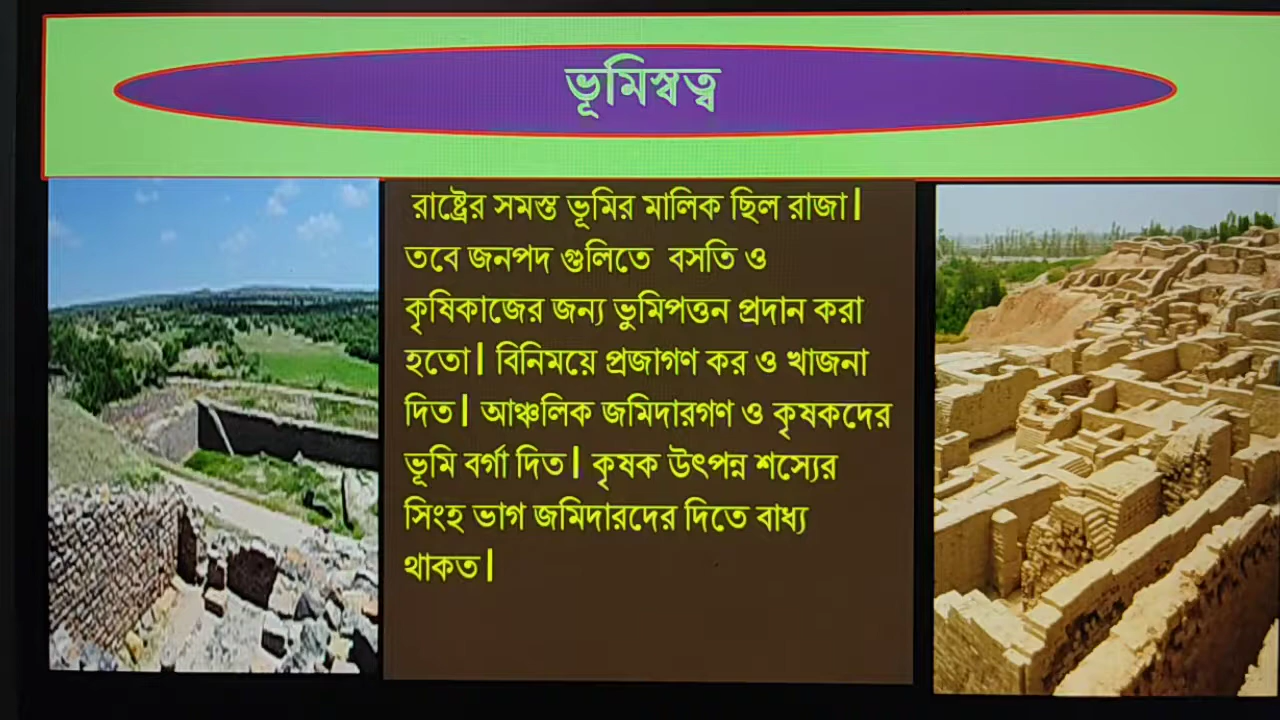 ভূমিস্বত্ব
রাষ্ট্রের সমস্ত ভূমির মালিক ছিল রাজা।
তবে জনপদ গুলিতে বসতি ও
কৃষিকাজের জন্য ভুমিপত্তন প্রদান করা
হতো। বিনিময়ে প্রজাগণ কর ও খাজনা
দিত। আঞ্চলিক জমিদারগণ ও কৃষকদের
ভূমি বর্গা দিত। কৃষক উৎপন্ন শস্যের
সিংহ ভাগ জমিদারদের দিতে বাধ্য
থাকত।